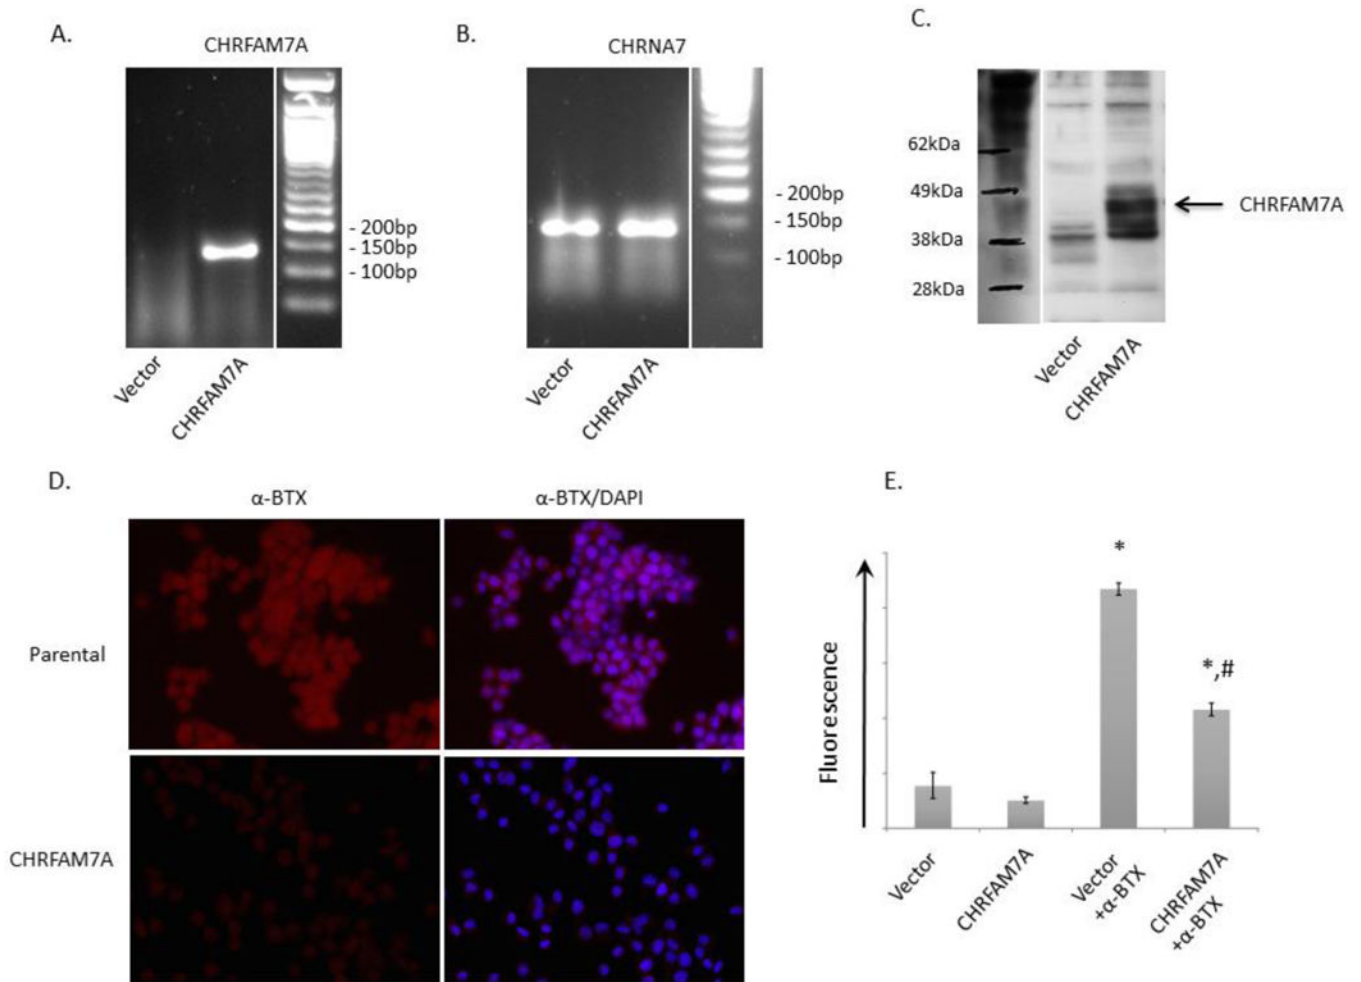 A.
CHRFAM7A
- 200bp
- 150bp
- 100bp
Vector
CHRFAM7A
B.
CHRNA7
- 200bp
- 150bp
- 100bp
Vector
CHRFAM7A
C.
62kDa
49kDa
38kDa
28kDa
CHRFAM7A
Vector
CHRFAM7A
D.
α-BTX
α-BTX/DAPI
Parental
CHRFAM7A
E.
Fluorescence
*
*,#
Vector
CHRFAM7A
Vector
+α-BTX
CHRFAM7A
+α-BTX